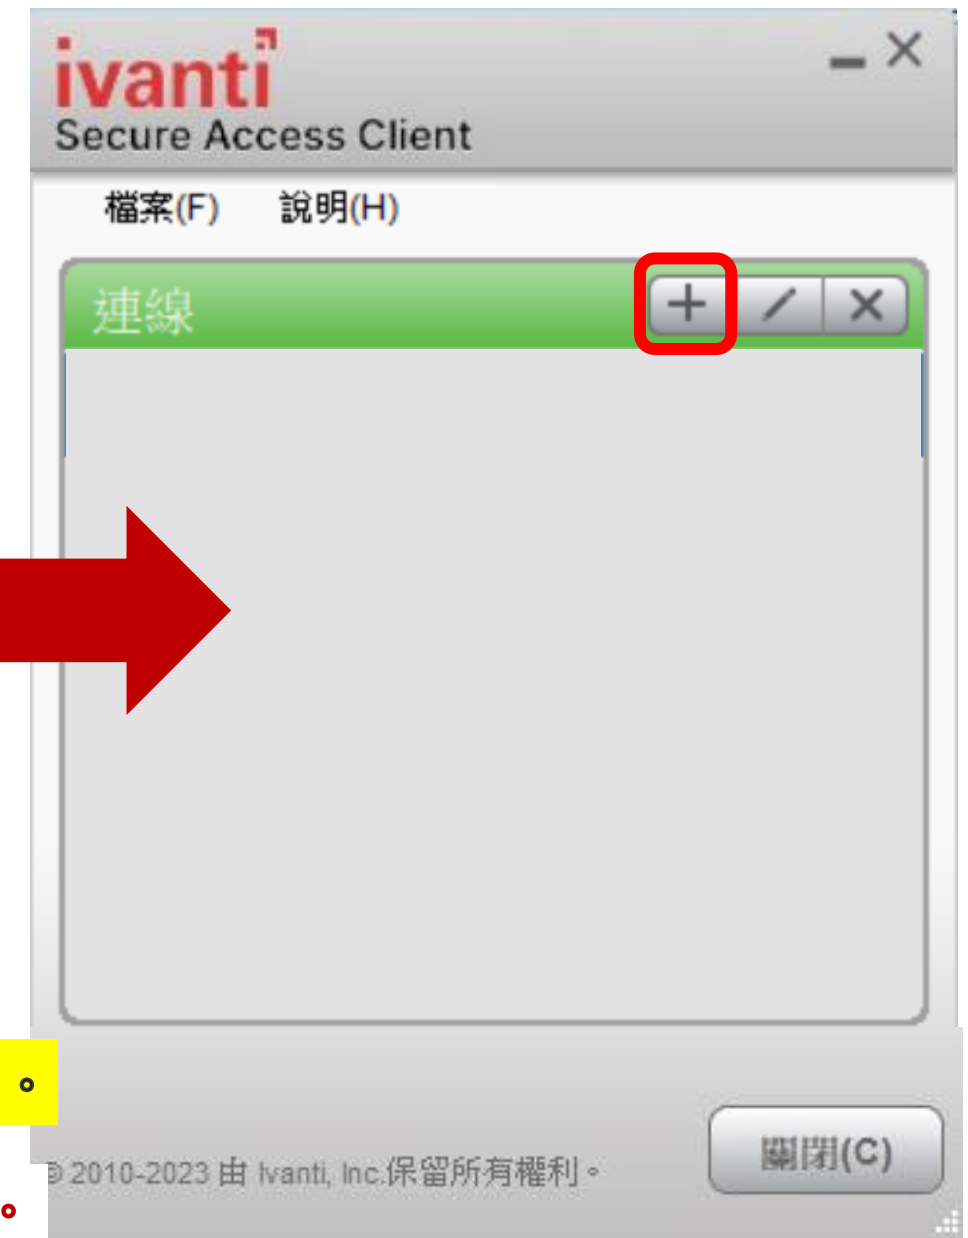 ivanti
Secure Access Client
檔案(F) 說明(H)
連線
。
關閉(C)
© 2010-2023 由 Ivanti, Inc.保留所有權利。
。